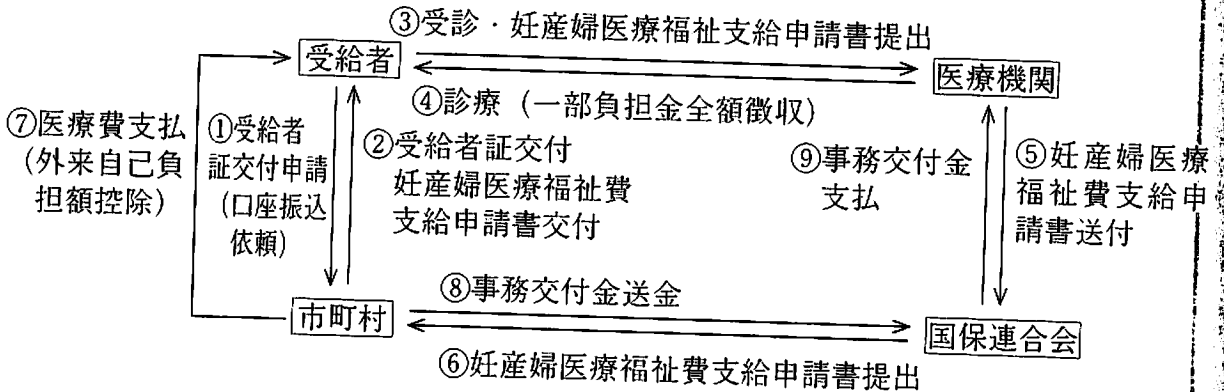 ③受診・妊産婦医療福祉支給申請書提出
受給者
医療機関
④診療（一部負担金全額徴収）
⑦医療費支払
（外来自己負
担額控除）
①受給者
証交付申請
（口座振込
依頼）
②受給者証交付
妊産婦医療福祉費
支給申請書交付
⑨事務交付金
支払
⑤妊産婦医療
福祉費支給申
請書送付
⑧事務交付金送金
市町村
国保連合会
⑥妊産婦医療福祉費支給申請書提出